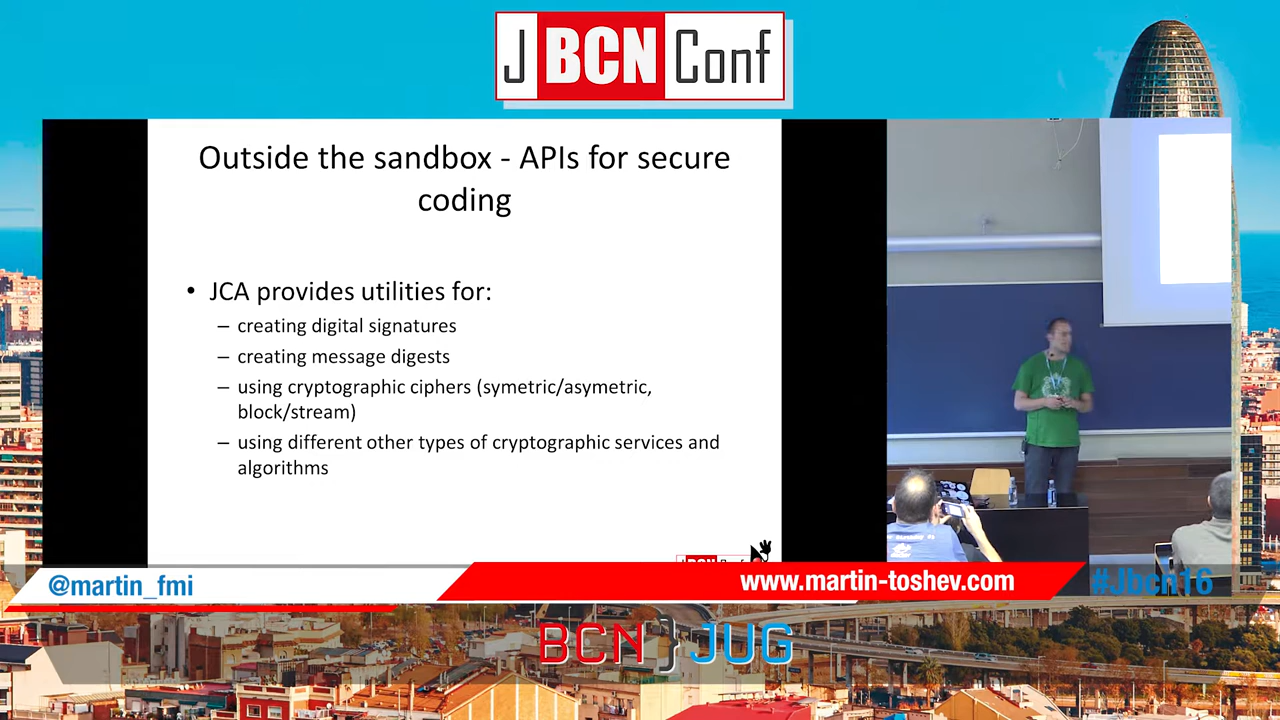 J BCN Conf
Outside the sandbox - APIs for secure
coding
• JCA provides utilities for:
– creating digital signatures
– creating message digests
– using cryptographic ciphers (symetric/asymetric,
block/stream)
– using different other types of cryptographic services and
algorithms
@martin_fmi
www.martin-toshev.com
#Jbcn16
BCN JUG